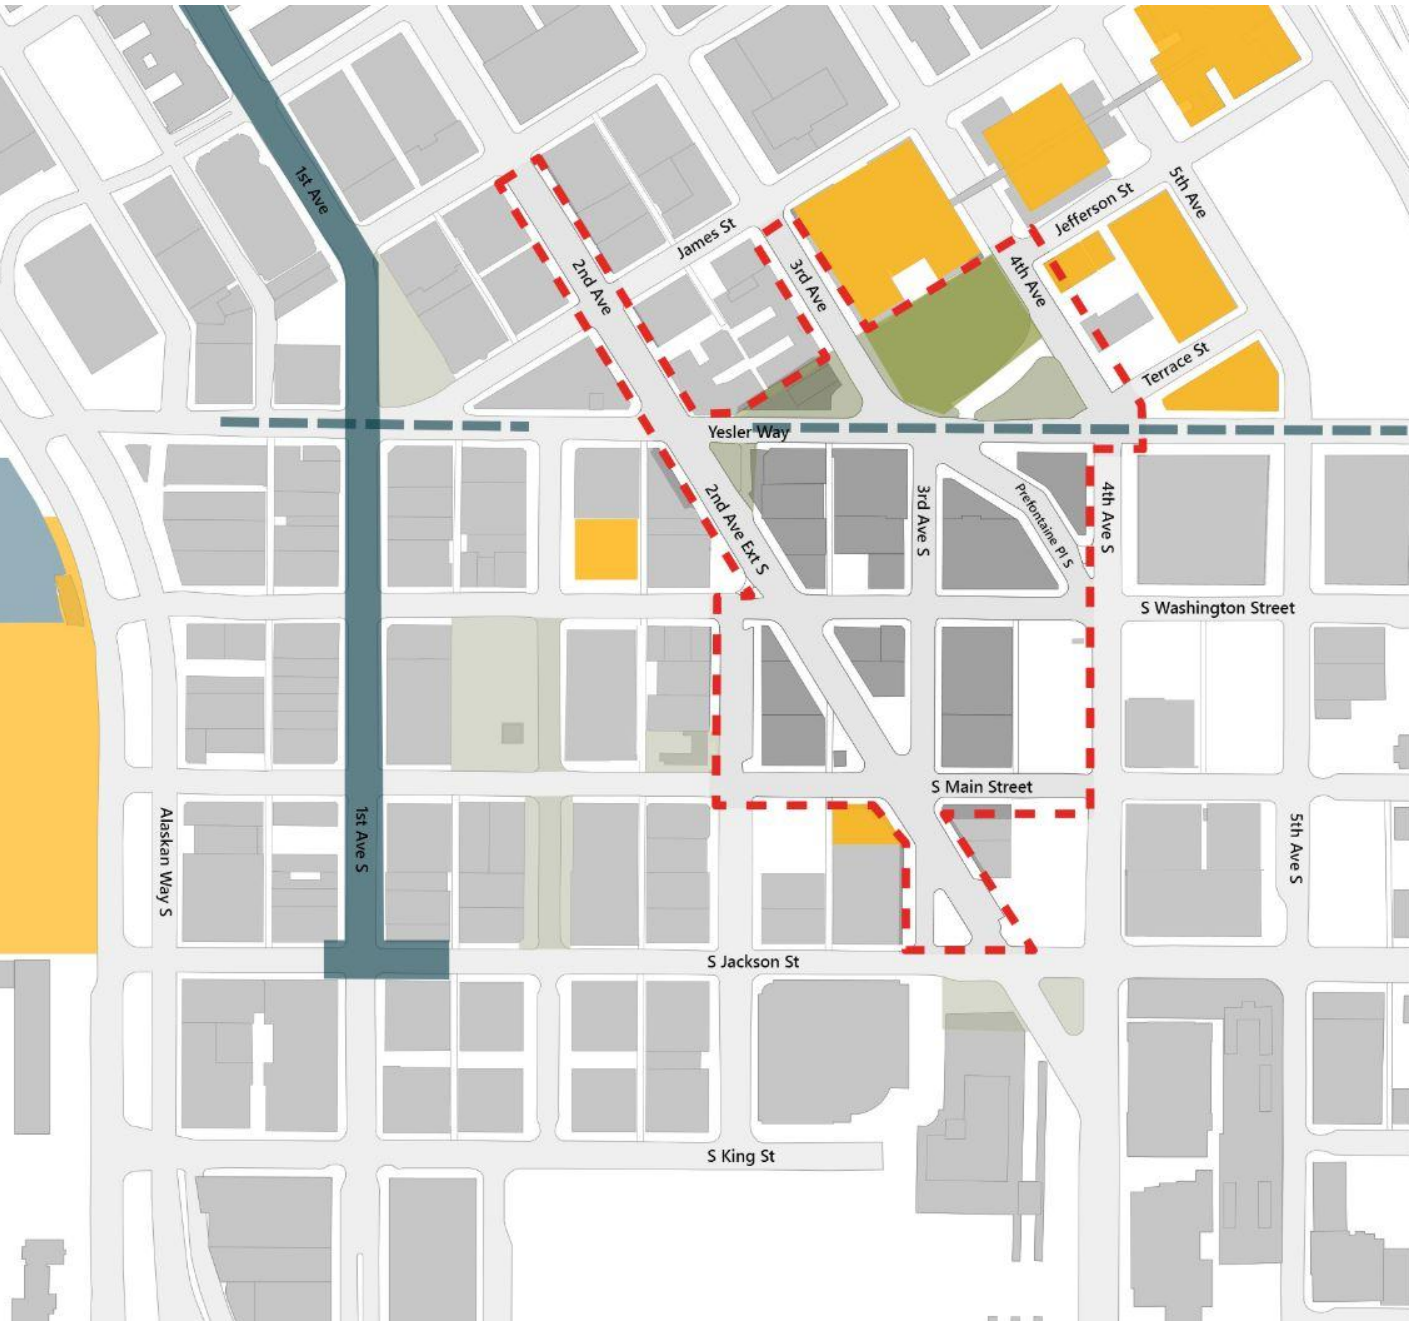 1st Ave
2nd Ave
James St
3rd Ave
4th Ave
Jefferson St
5th Ave
Terrace St
Yesler Way
2nd Ave Ext S
3rd Ave S
Prefontaine Pl S
4th Ave S
S Washington Street
S Main Street
Alaskan Way S
1st Ave S
5th Ave S
S Jackson St
S King St